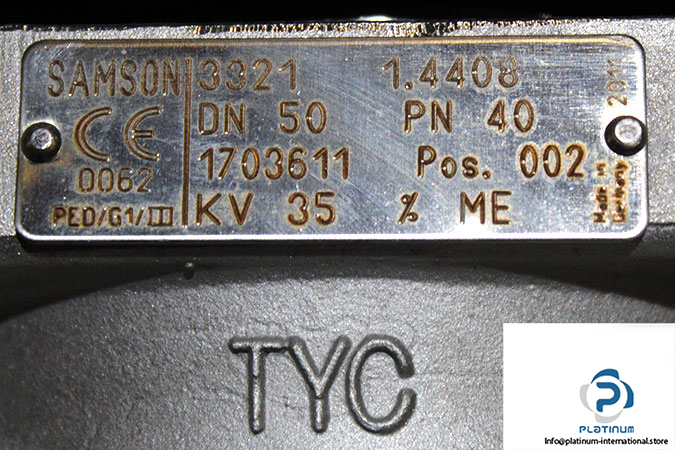 SAMSON 3321 1.4408
CE DN 50 PN 40
0062 1703611 Pos. 002
PED/G1/III KV 35 % ME
2011
Made in
Germany
TYC
PLATINUM
Info@platinum-international.store